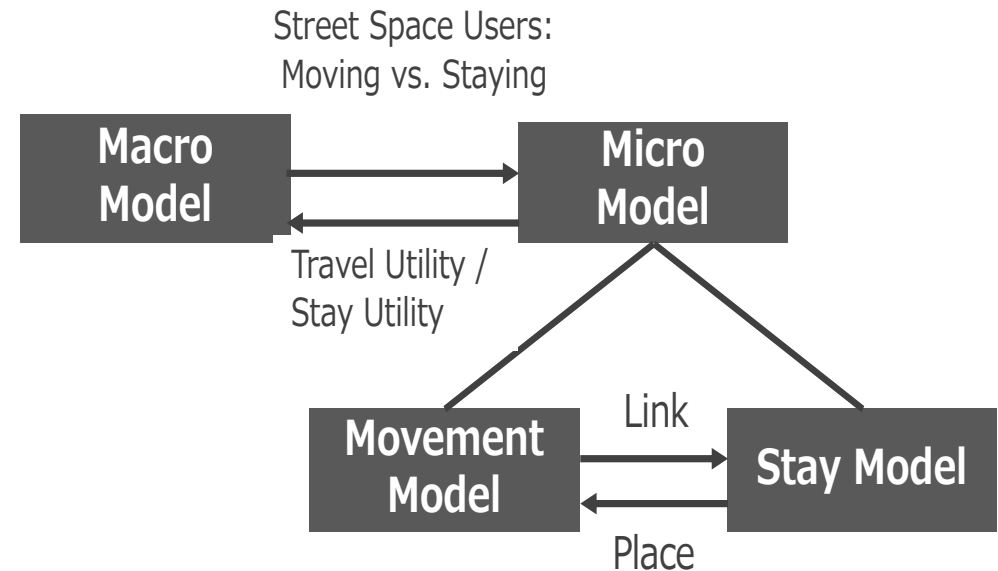 Street Space Users:
Moving vs. Staying
Macro
Model
Micro
Model
Travel Utility /
Stay Utility
Movement
Model
Link
Stay Model
Place